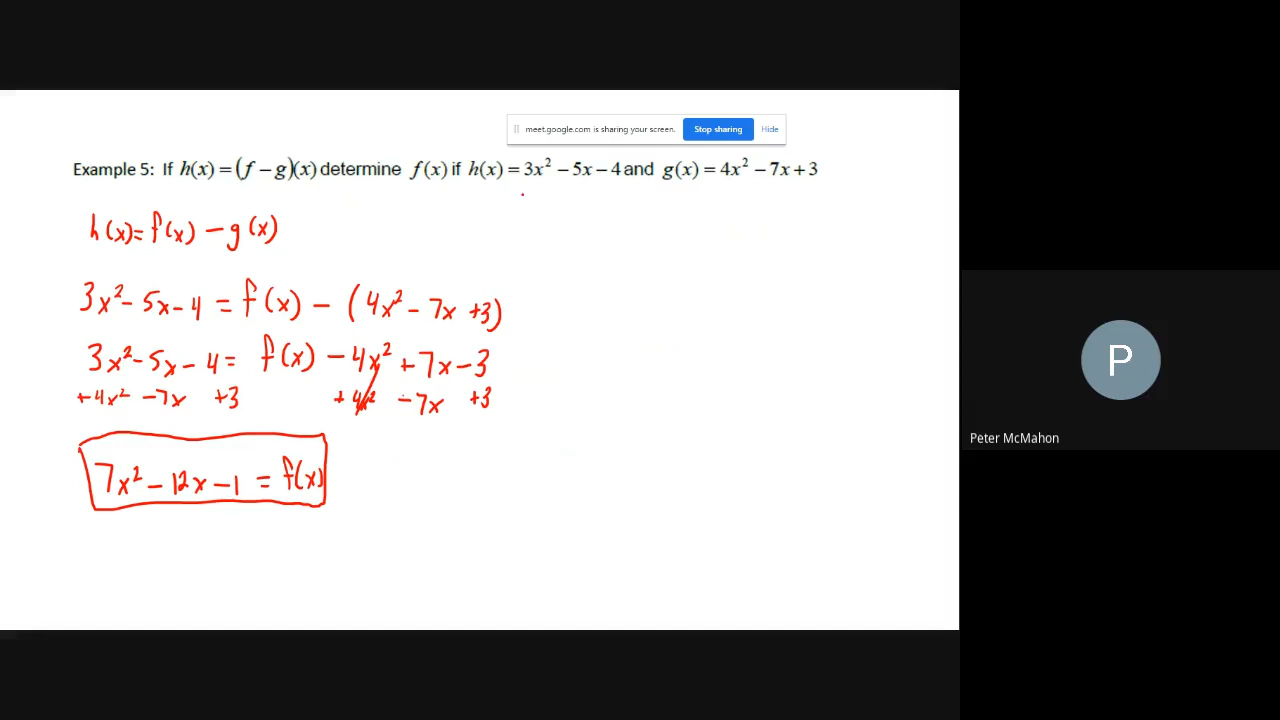 meet.google.com is sharing your screen. Stop sharing Hide
Example 5: If h(x) = (f − g)(x) determine f(x) if h(x) = 3x² − 5x − 4 and g(x) = 4x² − 7x + 3
h(x) = f(x) − g(x)
3x² − 5x − 4 = f(x) − (4x² − 7x + 3)
3x² − 5x − 4 = f(x) − 4x² + 7x − 3
+4x² −7x +3 +4x² −7x +3
7x² − 12x − 1 = f(x)
P
Peter McMahon